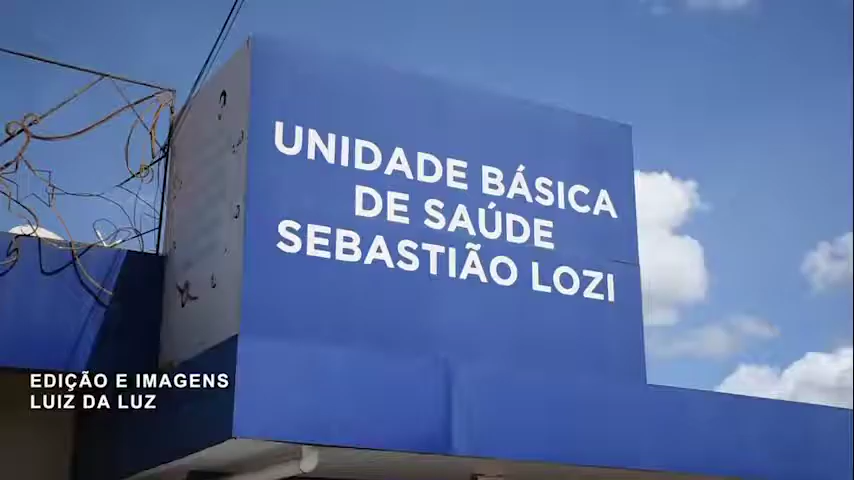 UNIDADE BÁSICA
DE SAÚDE
SEBASTIÃO LOZI
EDIÇÃO E IMAGENS
LUIZ DA LUZ